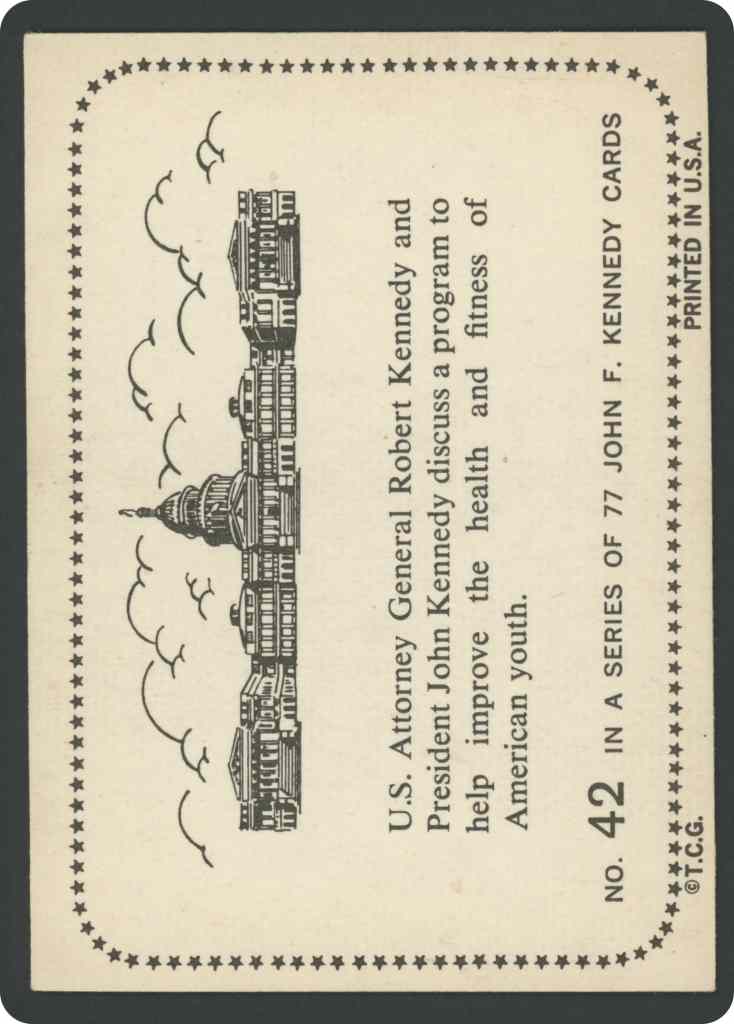 U.S. Attorney General Robert Kennedy and
President John Kennedy discuss a program to
help improve the health and fitness of
American youth.
NO. 42 IN A SERIES OF 77 JOHN F. KENNEDY CARDS
©T.C.G. PRINTED IN U.S.A.